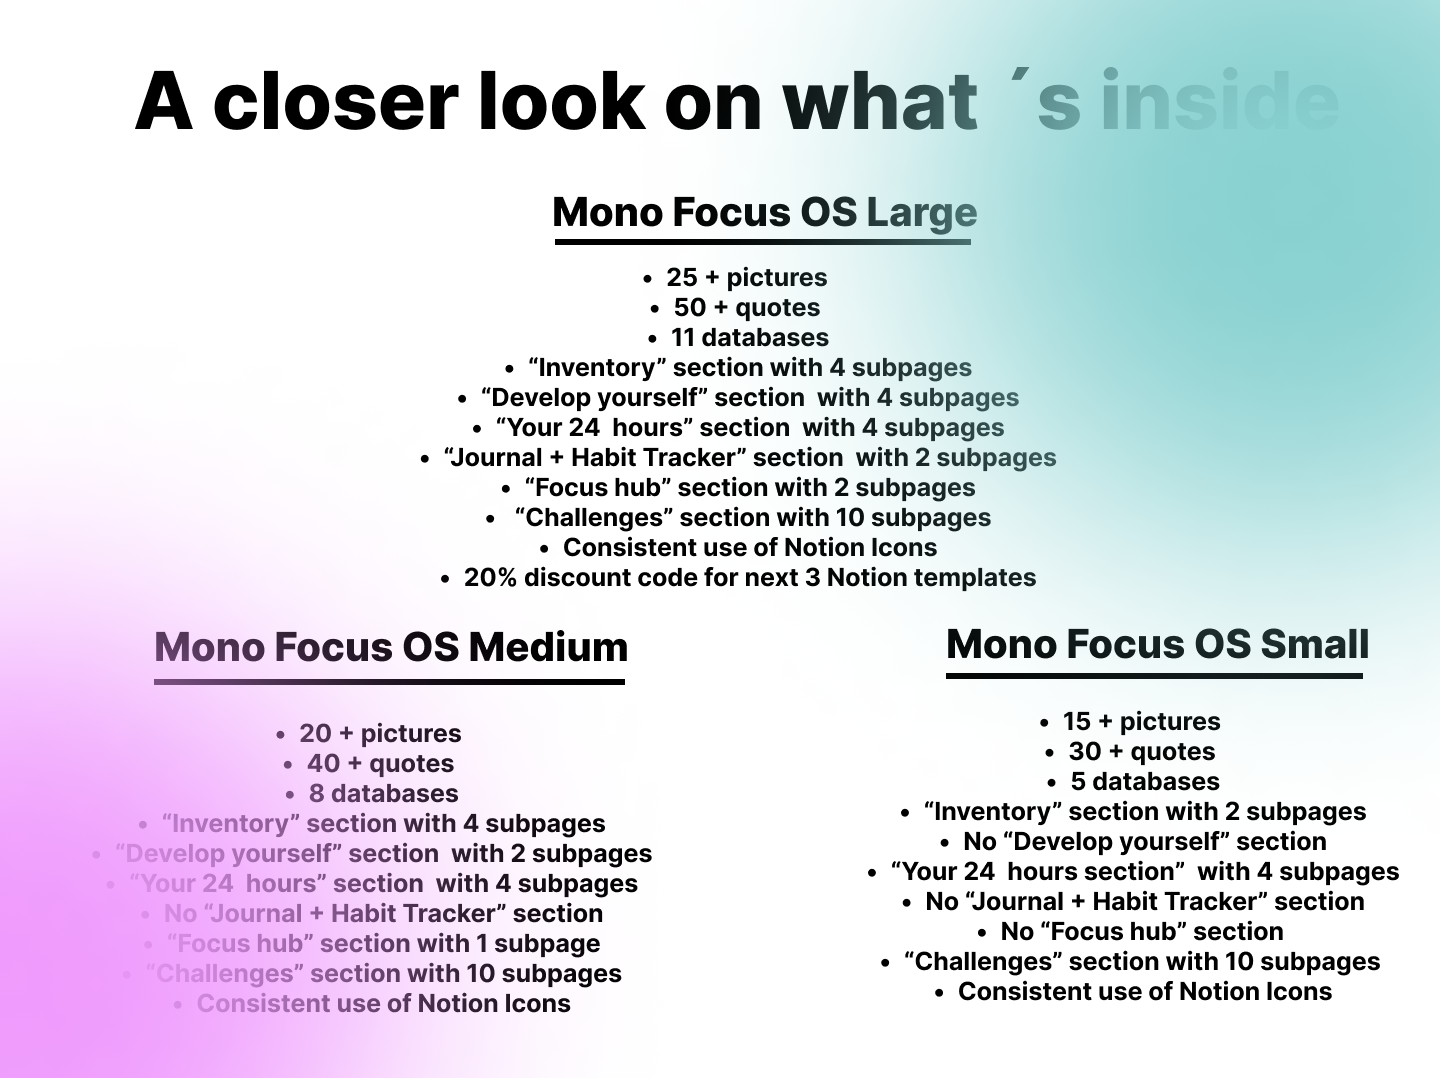 A closer look on what ´s inside
Mono Focus OS Large
• 25 + pictures
• 50 + quotes
• 11 databases
• “Inventory” section with 4 subpages
• “Develop yourself” section  with 4 subpages
• “Your 24  hours” section  with 4 subpages
• “Journal + Habit Tracker” section  with 2 subpages
• “Focus hub” section with 2 subpages
•  “Challenges” section with 10 subpages
• Consistent use of Notion Icons
• 20% discount code for next 3 Notion templates
Mono Focus OS Medium
• 20 + pictures
• 40 + quotes
• 8 databases
• “Inventory” section with 4 subpages
• “Develop yourself” section  with 2 subpages
• “Your 24  hours” section  with 4 subpages
• No “Journal + Habit Tracker” section
• “Focus hub” section with 1 subpage
• “Challenges” section with 10 subpages
• Consistent use of Notion Icons
Mono Focus OS Small
• 15 + pictures
• 30 + quotes
• 5 databases
• “Inventory” section with 2 subpages
• No “Develop yourself” section
• “Your 24  hours section”  with 4 subpages
• No “Journal + Habit Tracker” section
• No “Focus hub” section
• “Challenges” section with 10 subpages
• Consistent use of Notion Icons